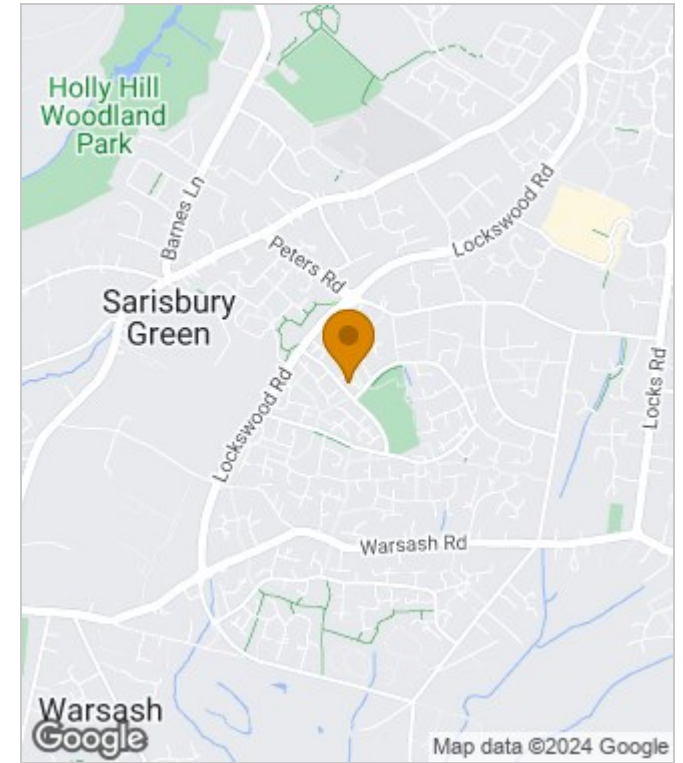 Holly Hill
Woodland
Park
Barnes Ln
Lockswood Rd
Peters Rd
Sarisbury
Green
Lockswood Rd
Locks Rd
Warsash Rd
Warsash
Google
Map data ©2024 Google